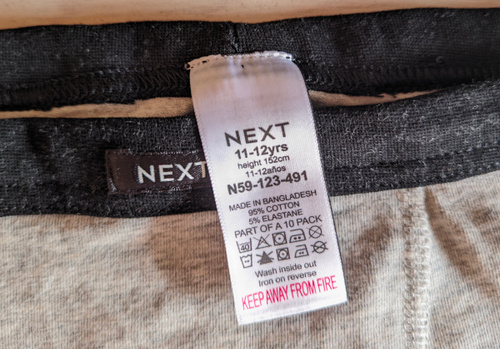 NEXT
11-12yrs
height 152cm
11-12años
N59-123-491
MADE IN BANGLADESH
95% COTTON
5% ELASTANE
PART OF A 10 PACK
40
Wash inside out
Iron on reverse
KEEP AWAY FROM FIRE
NEXT